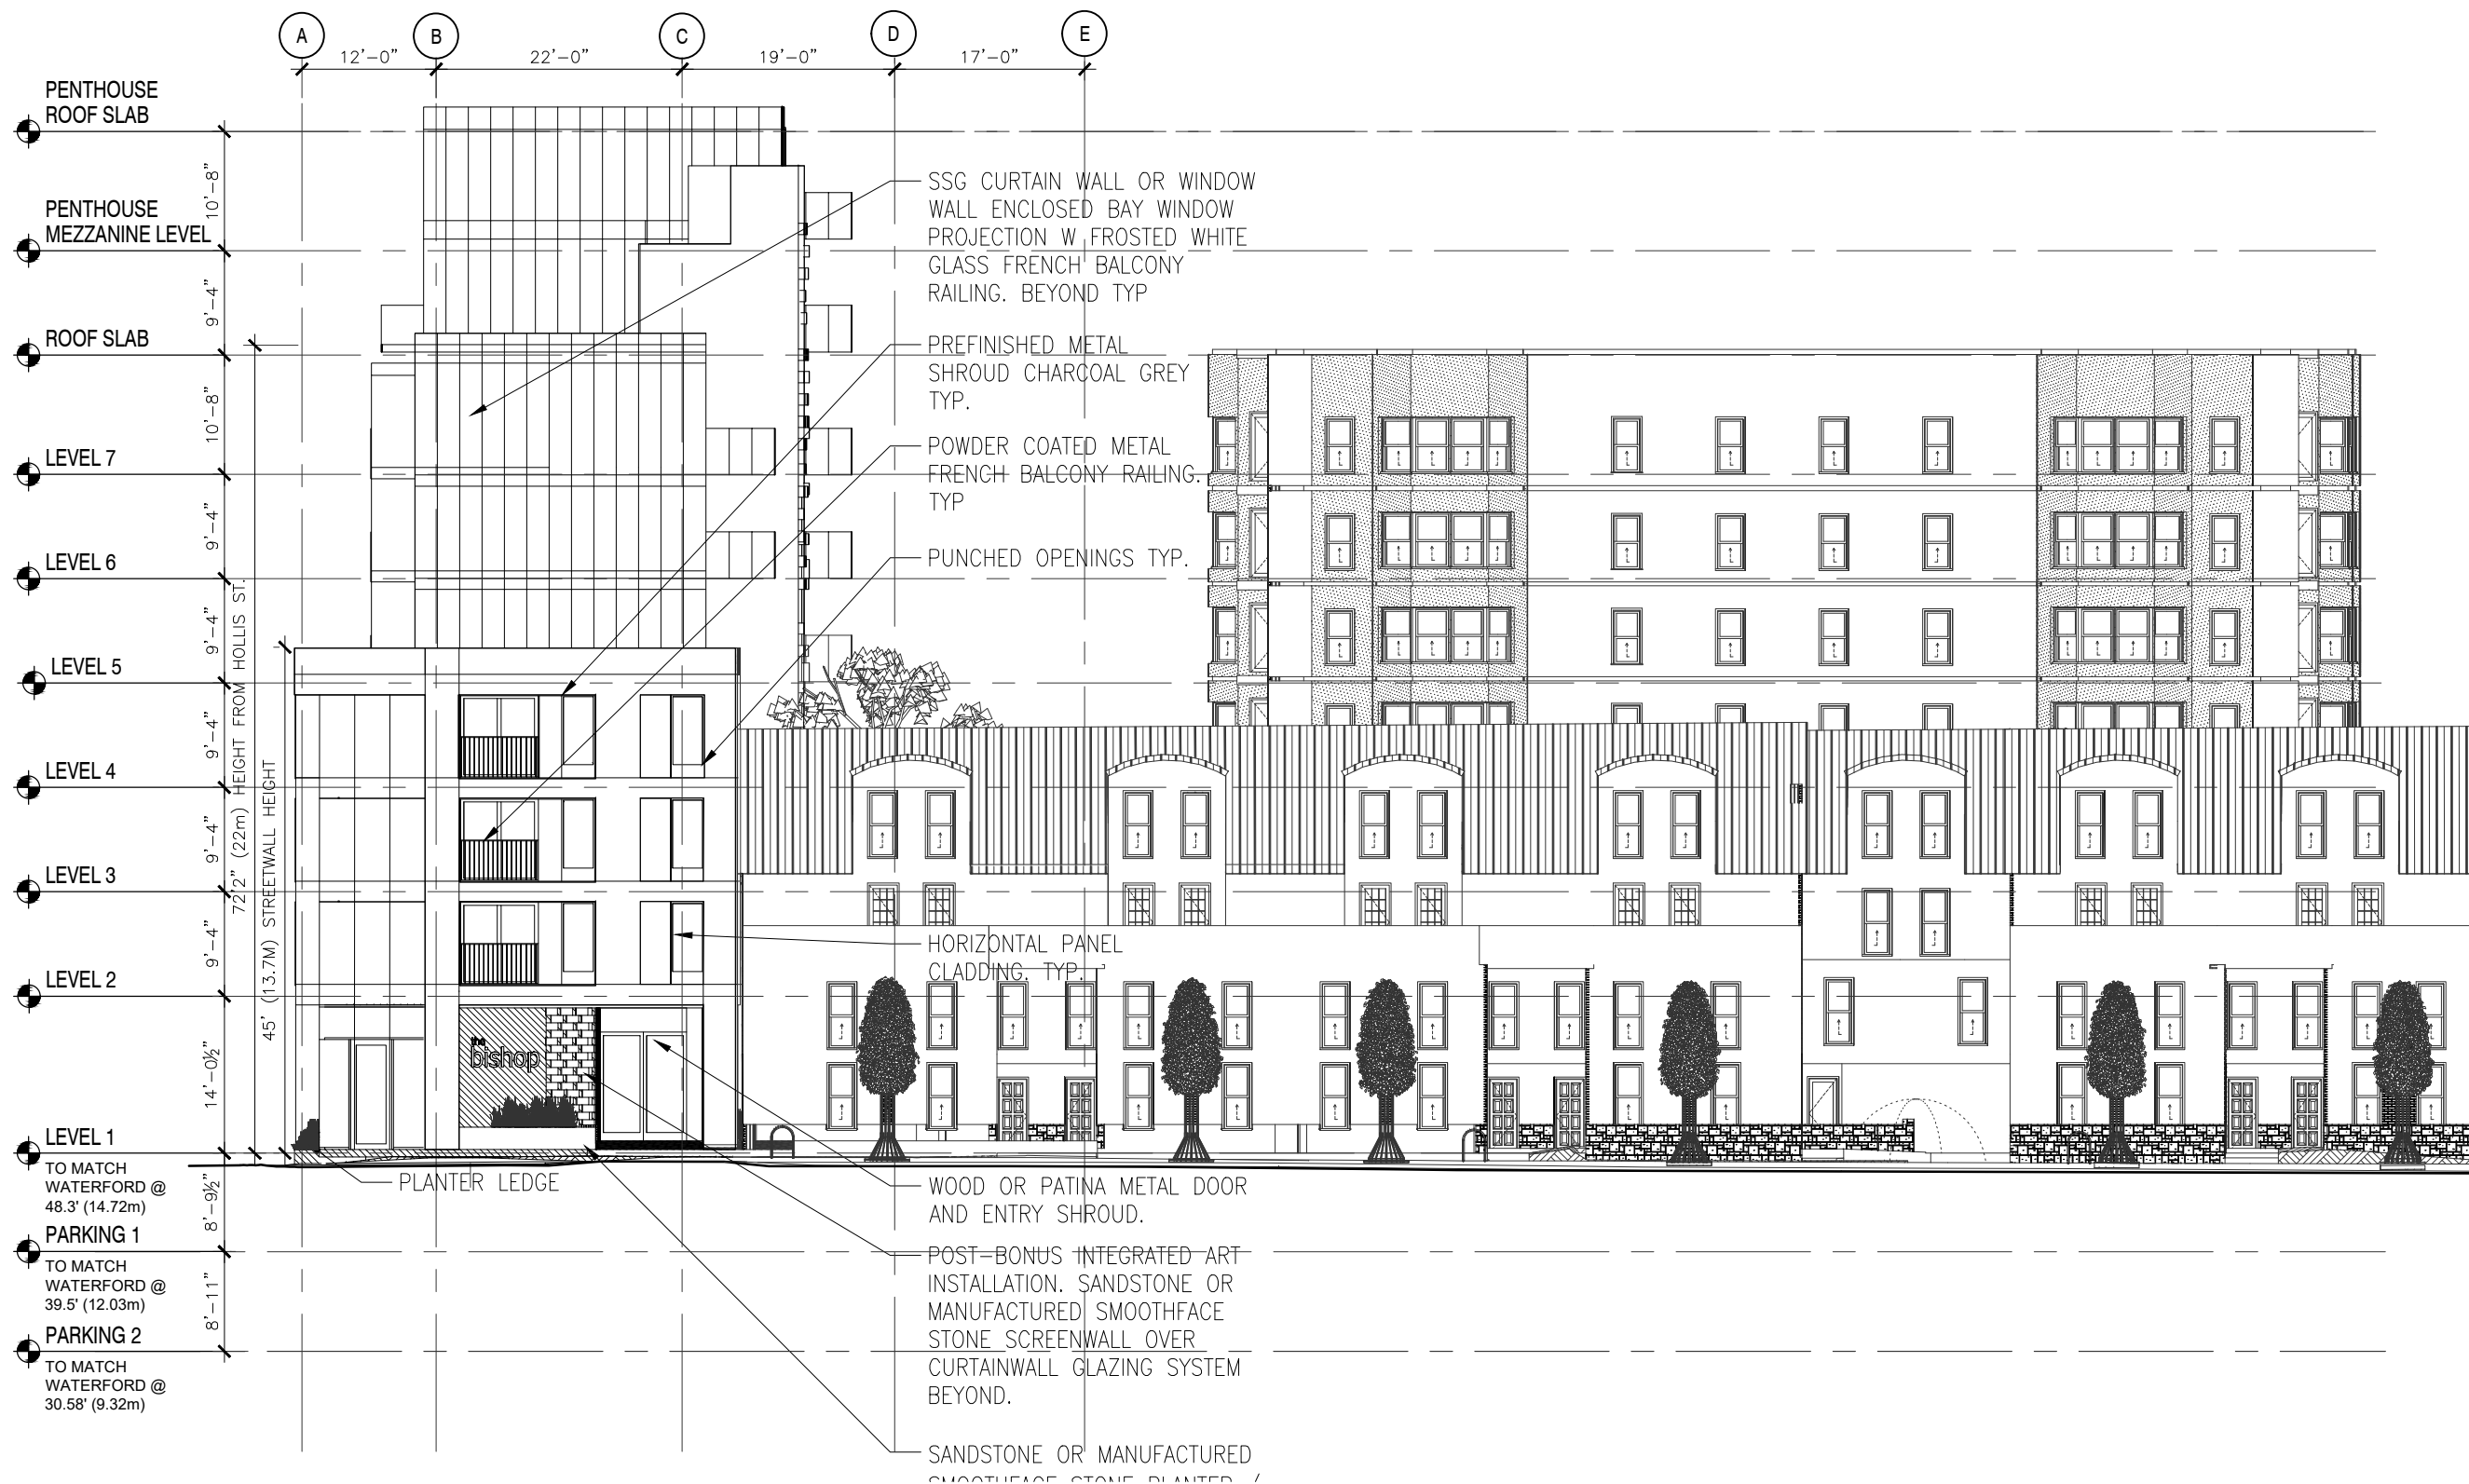 A
B
C
D
E
12'-0"
22'-0"
19'-0"
17'-0"
PENTHOUSE
ROOF SLAB
10'-8"
PENTHOUSE
MEZZANINE LEVEL
9'-4"
ROOF SLAB
10'-8"
LEVEL 7
9'-4"
LEVEL 6
9'-4"
LEVEL 5
9'-4"
LEVEL 4
9'-4"
LEVEL 3
9'-4"
LEVEL 2
14'-0½"
LEVEL 1
TO MATCH
WATERFORD @
48.3' (14.72m)
8'-9½"
PARKING 1
TO MATCH
WATERFORD @
39.5' (12.03m)
8'-11"
PARKING 2
TO MATCH
WATERFORD @
30.58' (9.32m)
72'2" (22m) HEIGHT FROM HOLLIS ST.
45' (13.7M) STREETWALL HEIGHT
SSG CURTAIN WALL OR WINDOW
WALL ENCLOSED BAY WINDOW
PROJECTION W FROSTED WHITE
GLASS FRENCH BALCONY
RAILING. BEYOND TYP
PREFINISHED METAL
SHROUD CHARCOAL GREY
TYP.
POWDER COATED METAL
FRENCH BALCONY RAILING.
TYP
PUNCHED OPENINGS TYP.
HORIZONTAL PANEL
CLADDING. TYP.
the
bishop
PLANTER LEDGE
WOOD OR PATINA METAL DOOR
AND ENTRY SHROUD.
POST-BONUS INTEGRATED ART
INSTALLATION. SANDSTONE OR
MANUFACTURED SMOOTHFACE
STONE SCREENWALL OVER
CURTAINWALL GLAZING SYSTEM
BEYOND.
SANDSTONE OR MANUFACTURED
SMOOTHFACE STONE PLANTER /